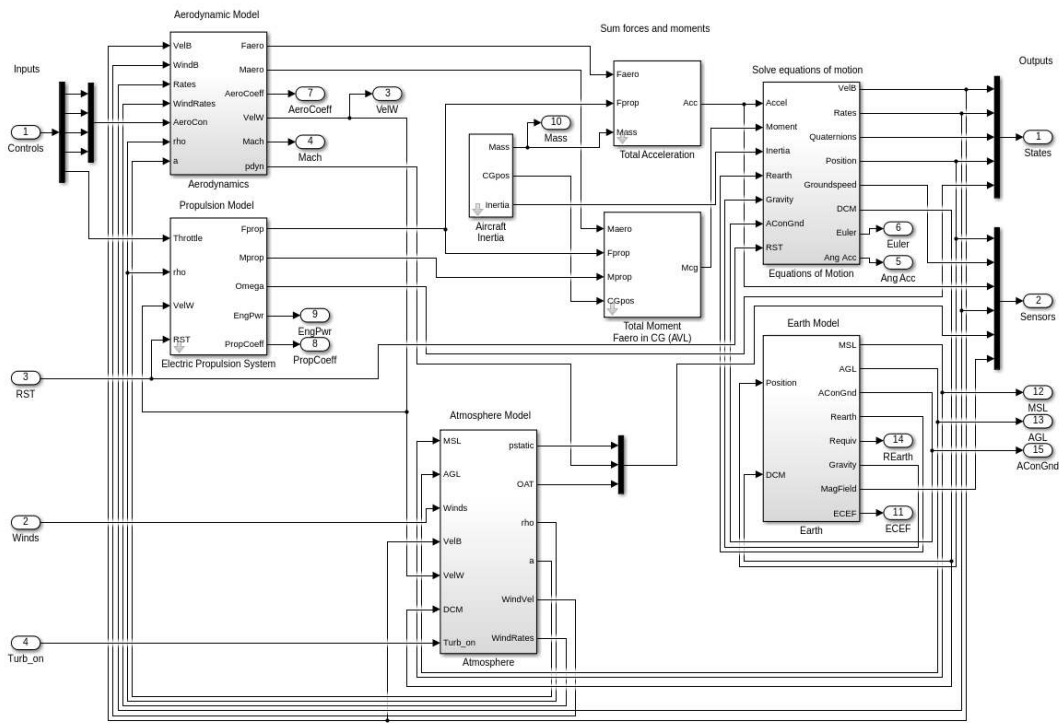 Inputs
1
Controls
3
RST
2
Winds
4
Turb_on
Aerodynamic Model
VelB
WindB
Rates
WindRates
AeroCon
rho
a
Faero
Maero
AeroCoeff
VelW
Mach
pdyn
Aerodynamics
7
AeroCoeff
3
VelW
4
Mach
Propulsion Model
Throttle
rho
VelW
RST
Fprop
Mprop
Omega
EngPwr
PropCoeff
Electric Propulsion System
9
EngPwr
8
PropCoeff
Sum forces and moments
Faero
Fprop
Mass
Acc
Total Acceleration
10
Mass
Mass
CGpos
Inertia
Aircraft
Inertia
Maero
Fprop
Mprop
CGpos
Mcg
Total Moment
Faero in CG (AVL)
Solve equations of motion
Accel
Moment
Inertia
Rearth
Gravity
AConGnd
RST
VelB
Rates
Quaternions
Position
Groundspeed
DCM
Euler
Ang Acc
Equations of Motion
6
Euler
5
Ang Acc
Outputs
1
States
2
Sensors
Earth Model
Position
DCM
MSL
AGL
AConGnd
Rearth
Requiv
Gravity
MagField
ECEF
Earth
14
REarth
11
ECEF
12
MSL
13
AGL
15
AConGnd
Atmosphere Model
MSL
AGL
Winds
VelB
VelW
DCM
Turb_on
pstatic
OAT
rho
a
WindVel
WindRates
Atmosphere